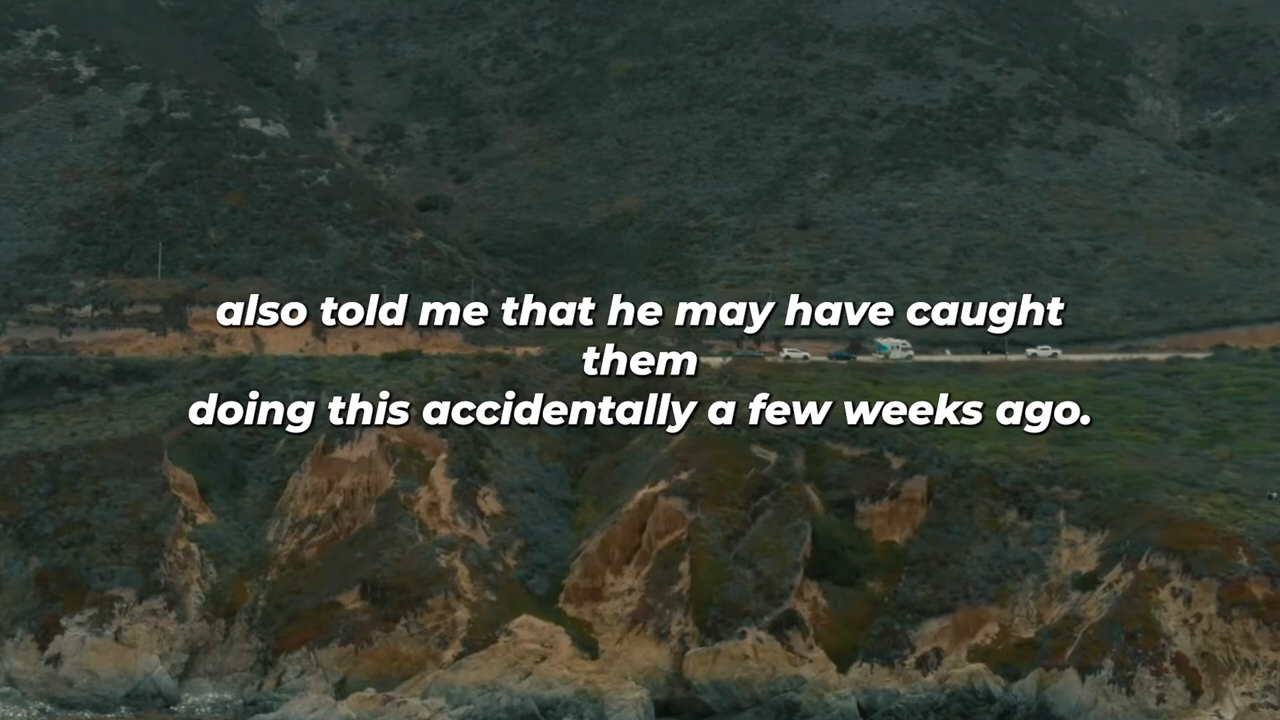 also told me that he may have caught
them
doing this accidentally a few weeks ago.